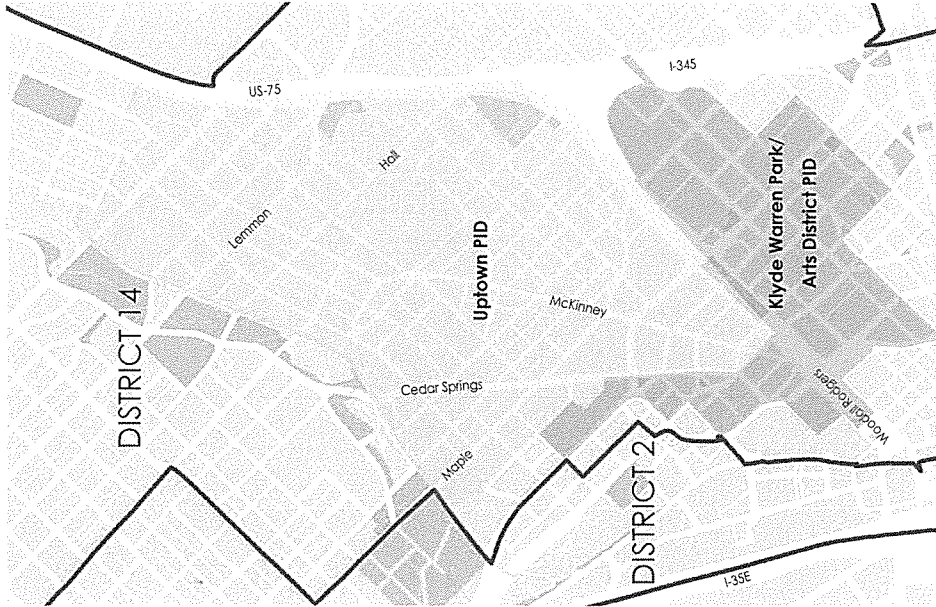 US-75
I-345
Hall
Lemmon
DISTRICT 14
Uptown PID
Klyde Warren Park/
Arts District PID
McKinney
Cedar Springs
Woodall Rodgers
Maple
DISTRICT 2
I-35E